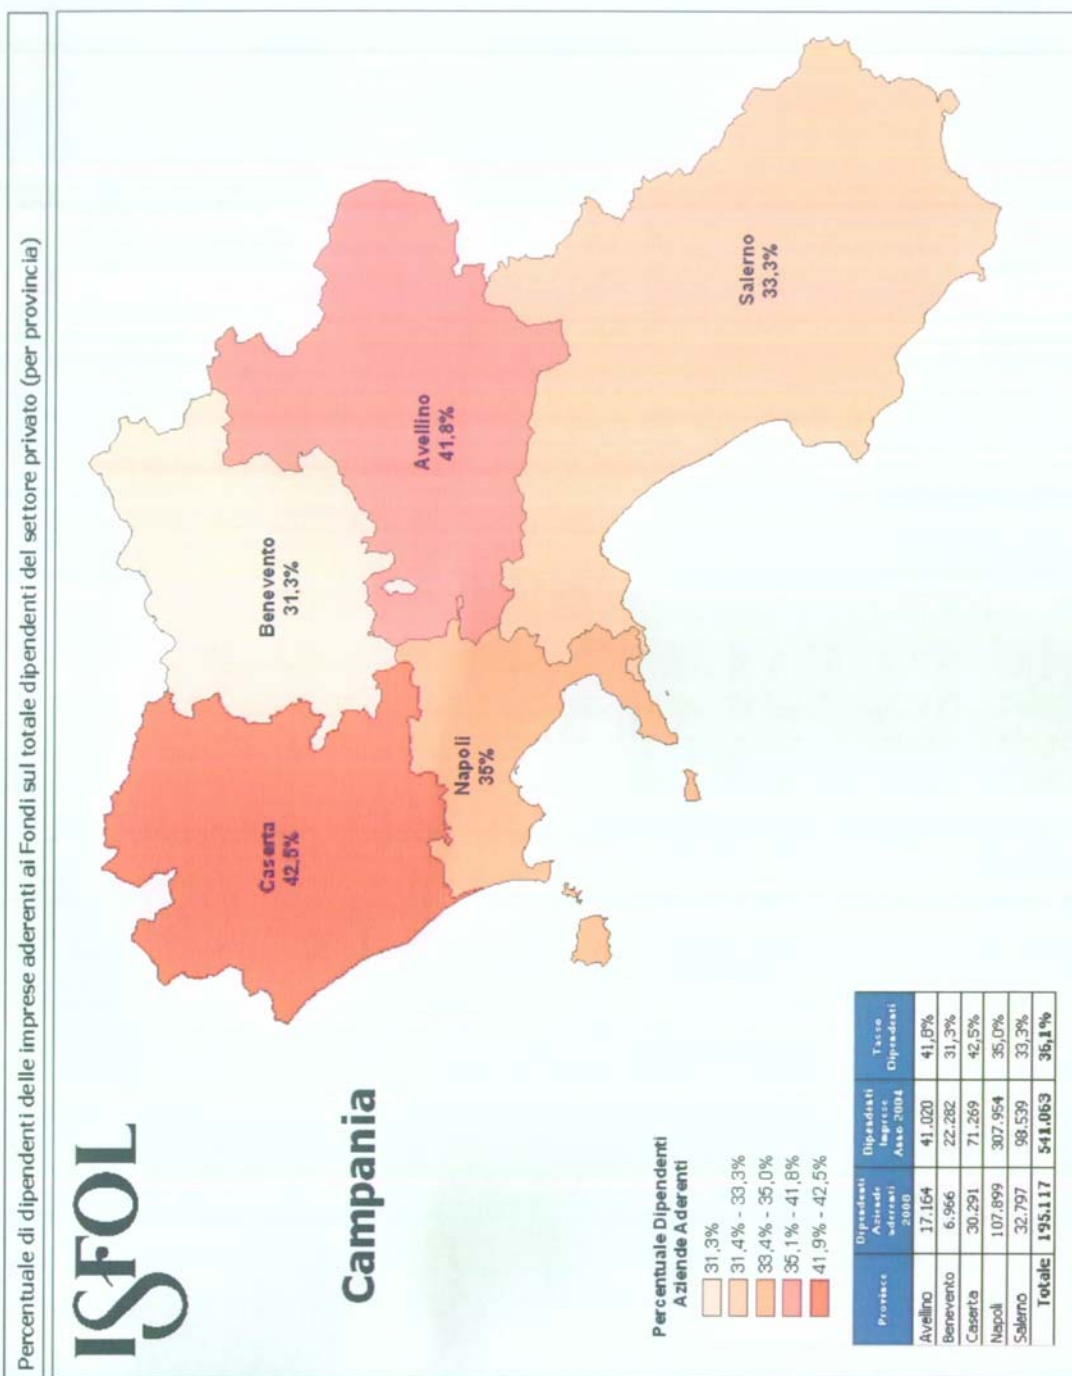 Percentuale di dipendenti delle imprese aderenti ai Fondi sul totale dipendenti del settore privato (per provincia)
ISFOL
Campania
Caserta
42.5%
Benevento
31,3%
Napoli
35%
Avellino
41,8%
Salerno
33,3%
Percentuale Dipendenti
Aziende Aderenti
31,3%
31,4% - 33,3%
33,4% - 35,0%
35,1% - 41,8%
41,9% - 42,5%
Province | Dipendenti Aziende aderenti 2008 | Dipendenti Imprese Anno 2004 | Tasso Dipendenti
Avellino 17.164 41.020 41,8%
Benevento 6.966 22.282 31,3%
Caserta 30.291 71.269 42,5%
Napoli 107.899 307.954 35,0%
Salerno 32.797 98.539 33,3%
Totale 195.117 541.063 36,1%